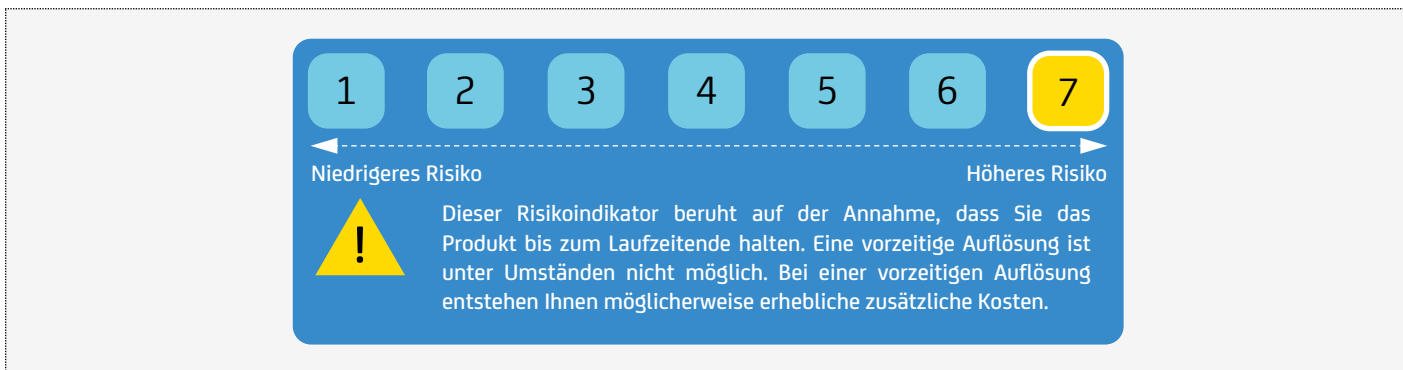 1 2 3 4 5 6 7
Niedrigeres Risiko Höheres Risiko
! Dieser Risikoindikator beruht auf der Annahme, dass Sie das
Produkt bis zum Laufzeitende halten. Eine vorzeitige Auflösung ist
unter Umständen nicht möglich. Bei einer vorzeitigen Auflösung
entstehen Ihnen möglicherweise erhebliche zusätzliche Kosten.